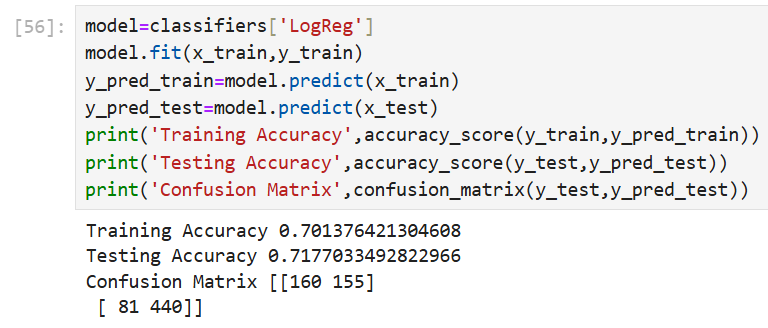 [56]: model=classifiers['LogReg']
model.fit(x_train,y_train)
y_pred_train=model.predict(x_train)
y_pred_test=model.predict(x_test)
print('Training Accuracy',accuracy_score(y_train,y_pred_train))
print('Testing Accuracy',accuracy_score(y_test,y_pred_test))
print('Confusion Matrix',confusion_matrix(y_test,y_pred_test))
Training Accuracy 0.701376421304608
Testing Accuracy 0.7177033492822966
Confusion Matrix [[160 155]
 [ 81 440]]